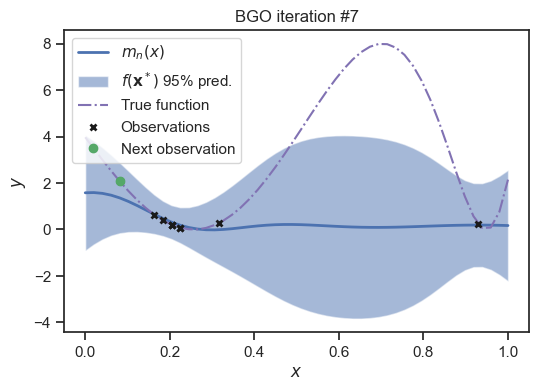 BGO iteration #7
y
8
6
4
2
0
−2
−4
m_n(x)
f(x*) 95% pred.
True function
Observations
Next observation
0.0 0.2 0.4 0.6 0.8 1.0
x